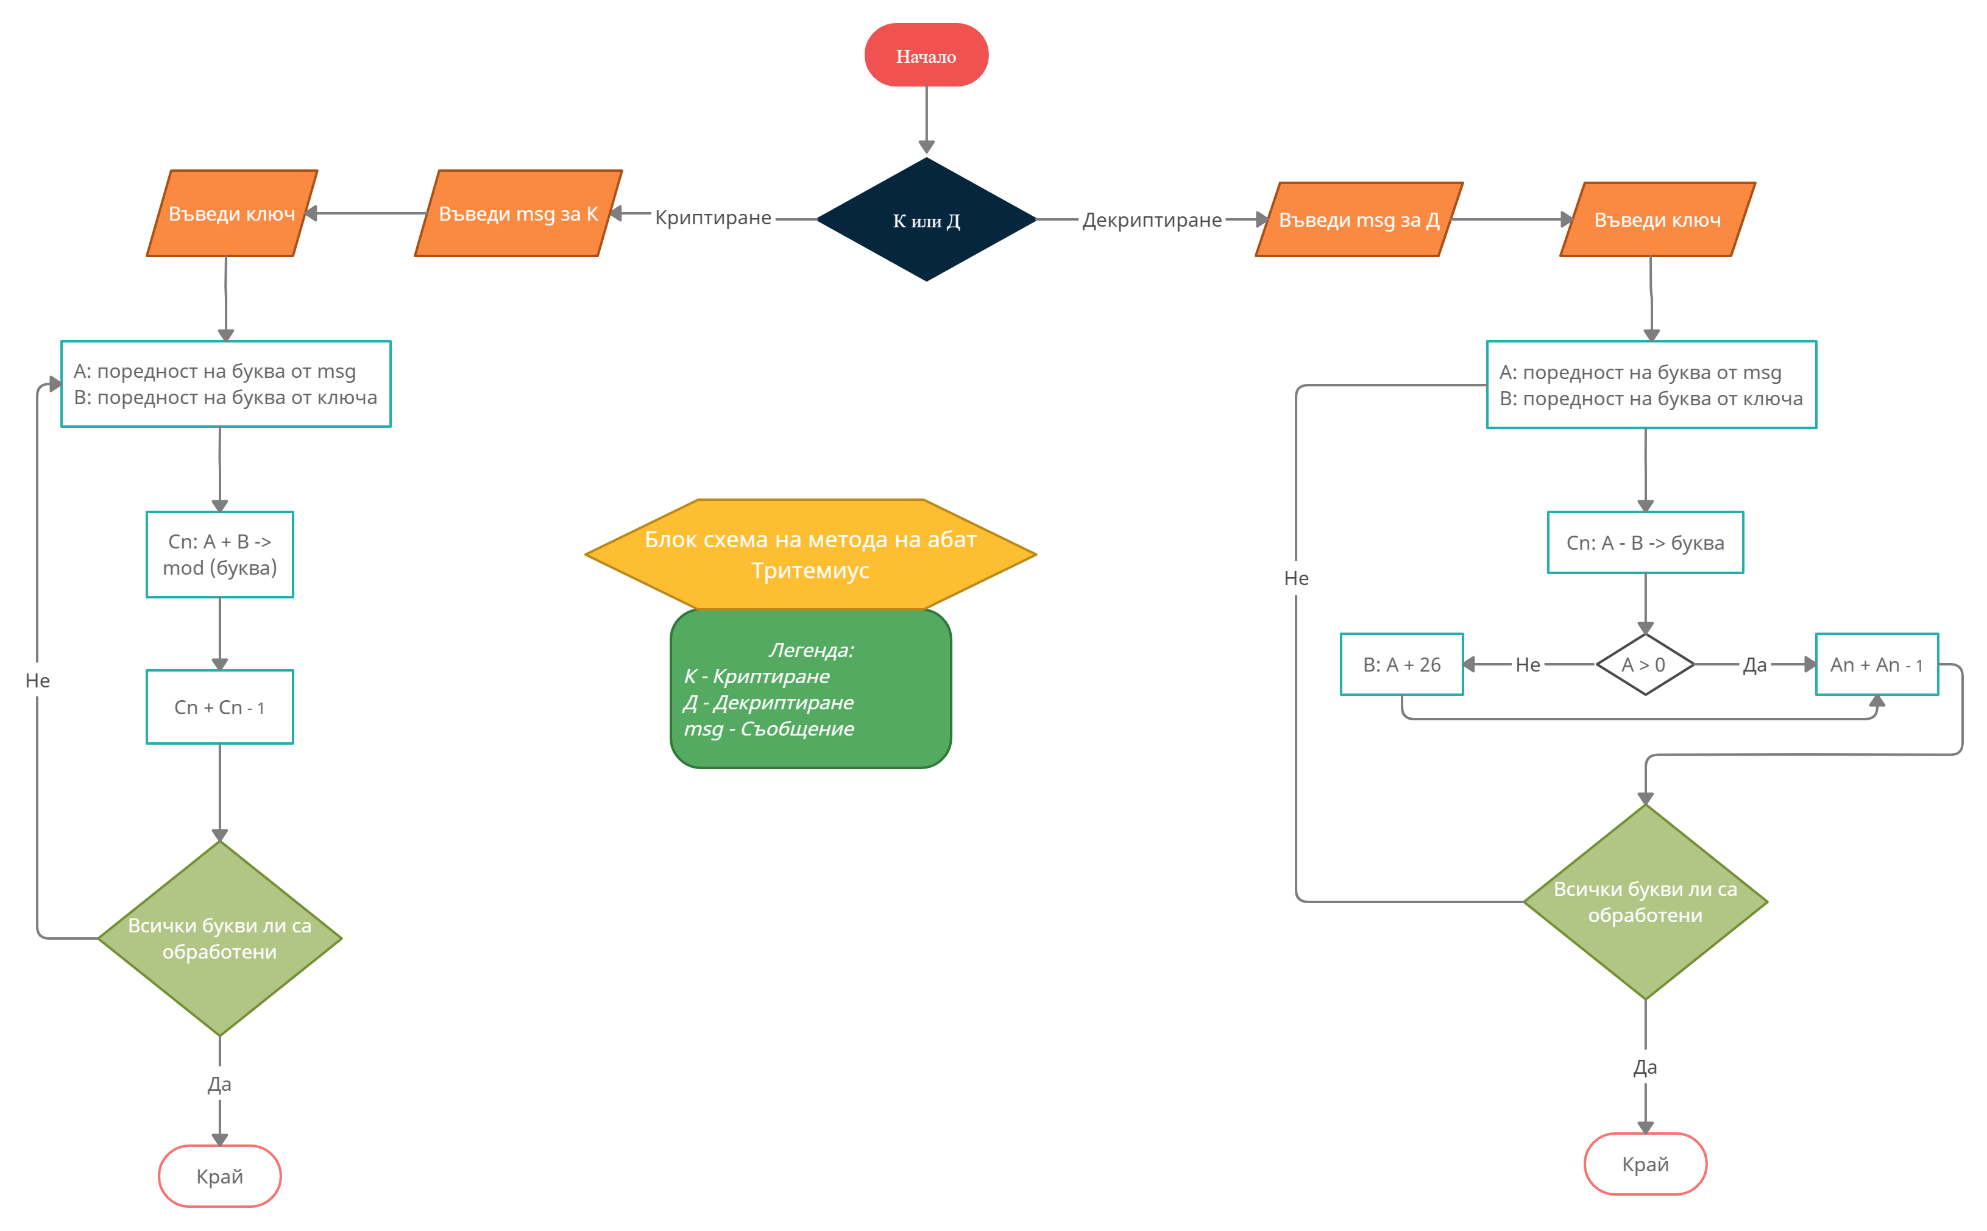 Начало
К или Д
Криптиране
Въведи msg за К
Въведи ключ
А: поредност на буква от msg
В: поредност на буква от ключа
Cn: A + B ->
mod (буква)
Cn + Cn - 1
Всички букви ли са
обработени
Не
Да
Край
Блок схема на метода на абат
Тритемиус
Легенда:
К - Криптиране
Д - Декриптиране
msg - Съобщение
Декриптиране
Въведи msg за Д
Въведи ключ
А: поредност на буква от msg
В: поредност на буква от ключа
Cn: A - B -> буква
A > 0
Не
B: A + 26
Да
An + An - 1
Всички букви ли са
обработени
Не
Да
Край